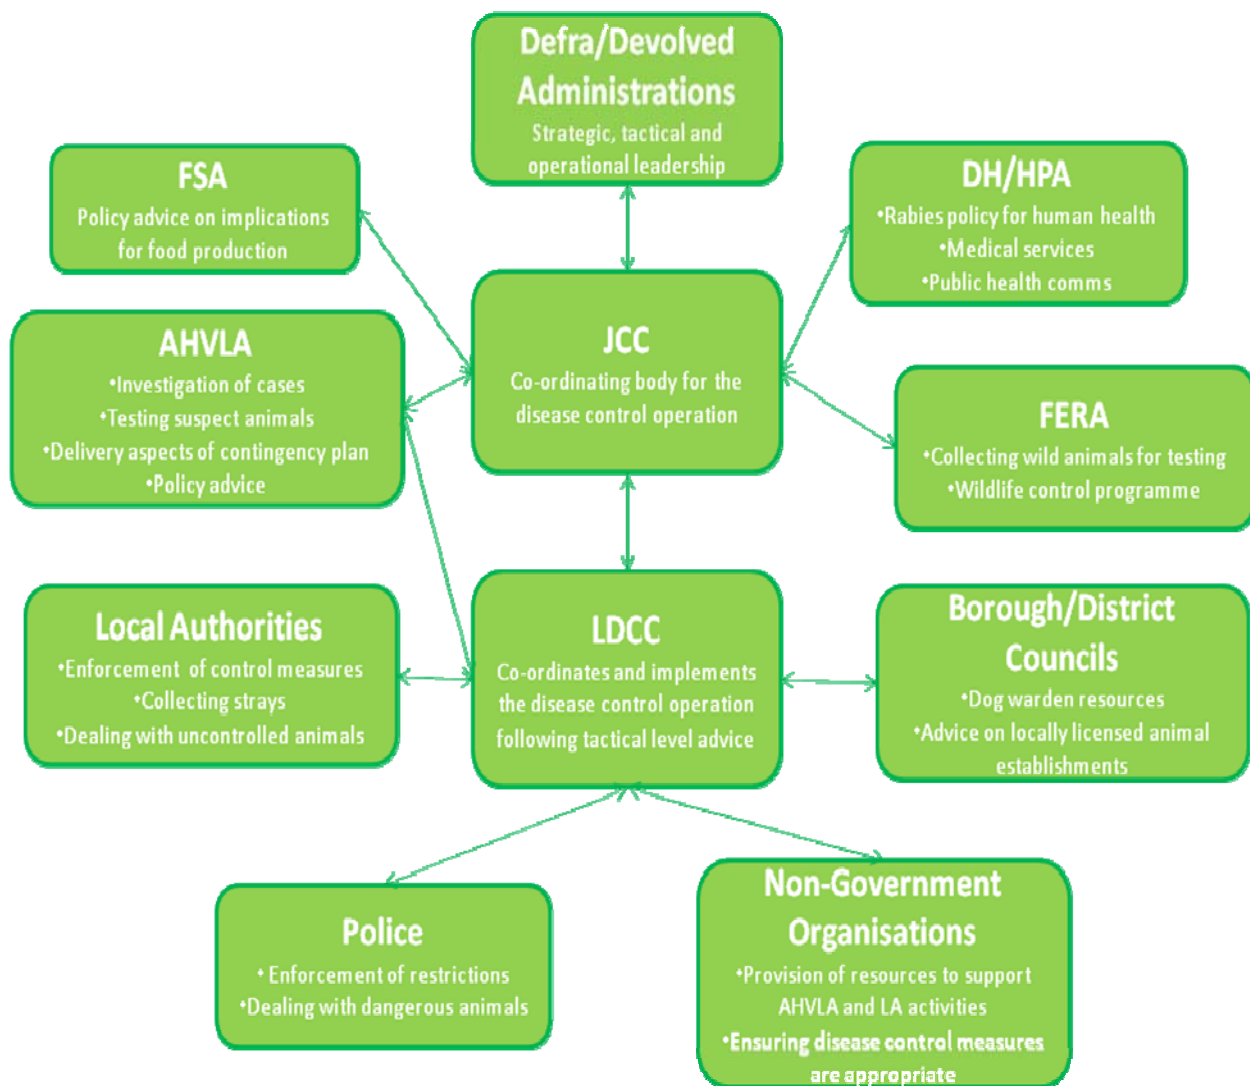 Defra/Devolved
Administrations
Strategic, tactical and
operational leadership
FSA
Policy advice on implications
for food production
DH/HPA
•Rabies policy for human health
•Medical services
•Public health comms
AHVLA
•Investigation of cases
•Testing suspect animals
•Delivery aspects of contingency plan
•Policy advice
JCC
Co-ordinating body for the
disease control operation
FERA
•Collecting wild animals for testing
•Wildlife control programme
Local Authorities
•Enforcement of control measures
•Collecting strays
•Dealing with uncontrolled animals
LDCC
Co-ordinates and implements
the disease control operation
following tactical level advice
Borough/District
Councils
•Dog warden resources
•Advice on locally licensed animal
establishments
Police
• Enforcement of restrictions
•Dealing with dangerous animals
Non-Government
Organisations
•Provision of resources to support
AHVLA and LA activities
•Ensuring disease control measures
are appropriate